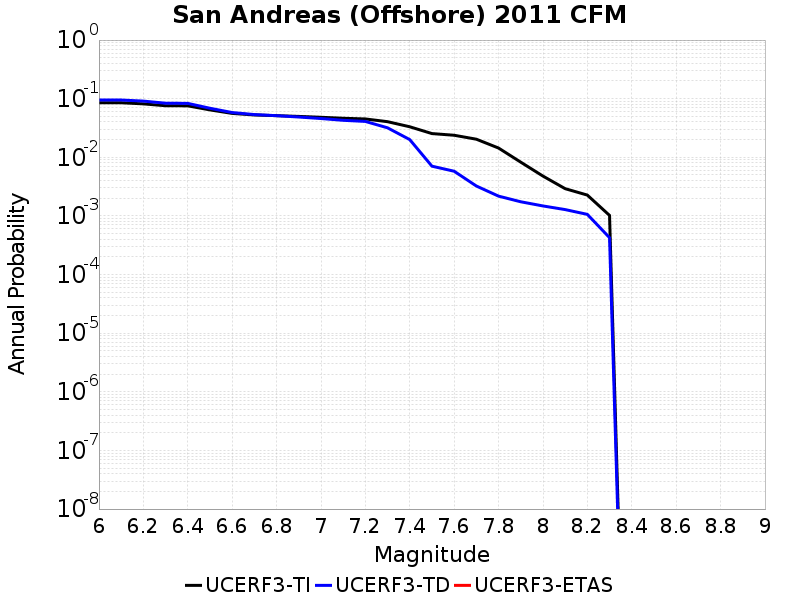 San Andreas (Offshore) 2011 CFM
10^0
10^-1
10^-2
10^-3
10^-4
10^-5
10^-6
10^-7
10^-8
Annual Probability
6 6.2 6.4 6.6 6.8 7 7.2 7.4 7.6 7.8 8 8.2 8.4 8.6 8.8 9
Magnitude
UCERF3-TI UCERF3-TD UCERF3-ETAS